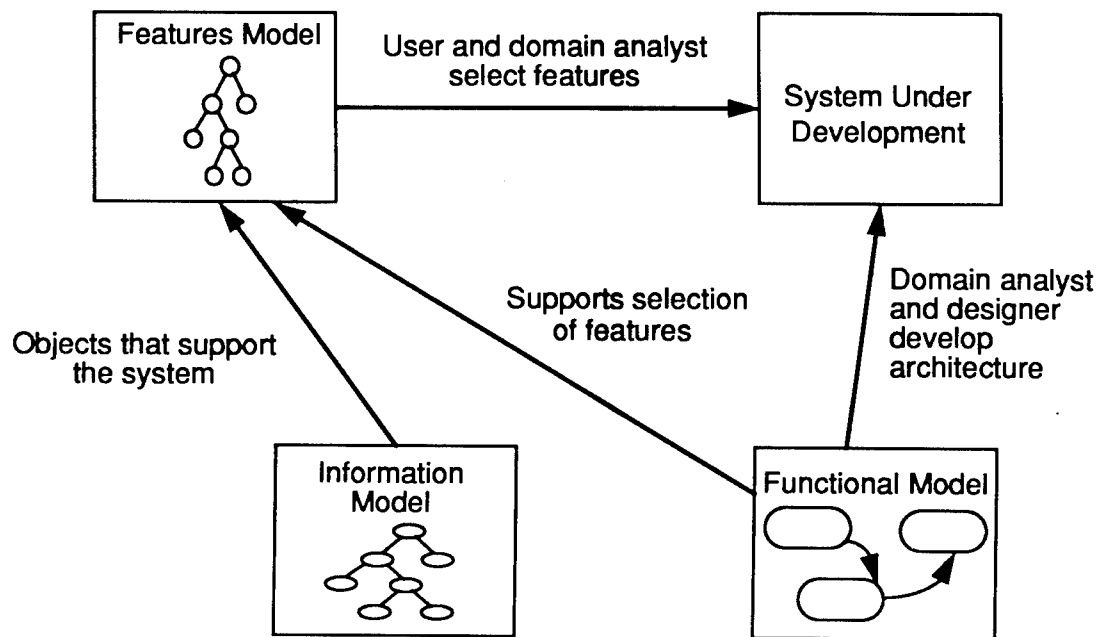 Features Model
User and domain analyst
select features
System Under
Development
Supports selection
of features
Domain analyst
and designer
develop
architecture
Objects that support
the system
Information
Model
Functional Model